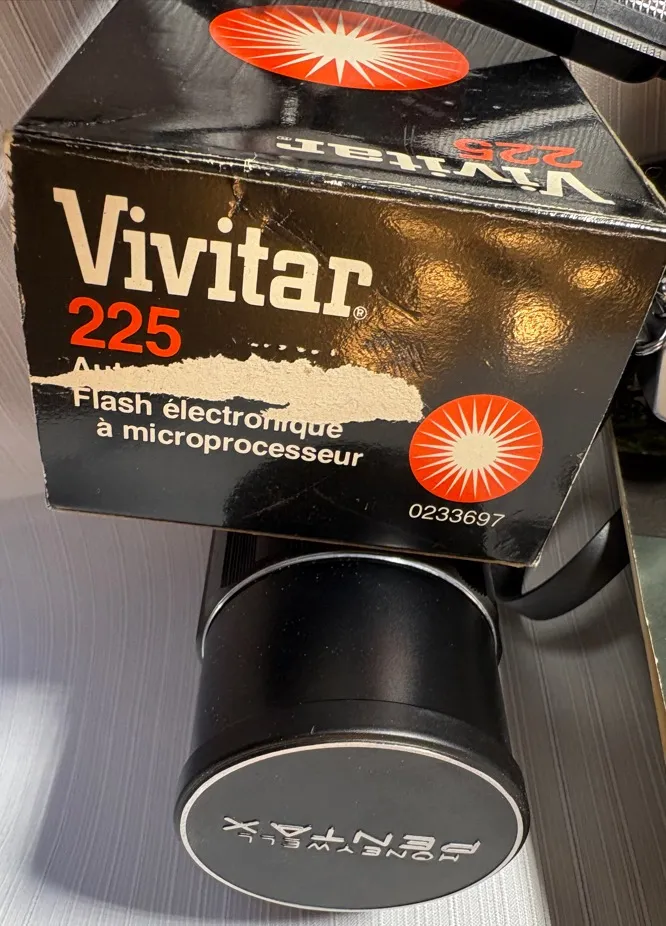 Vivitar®
225
Vivitar®
225
Flash électronique
à microprocesseur
0233697
HONEYWELL
PENTAX